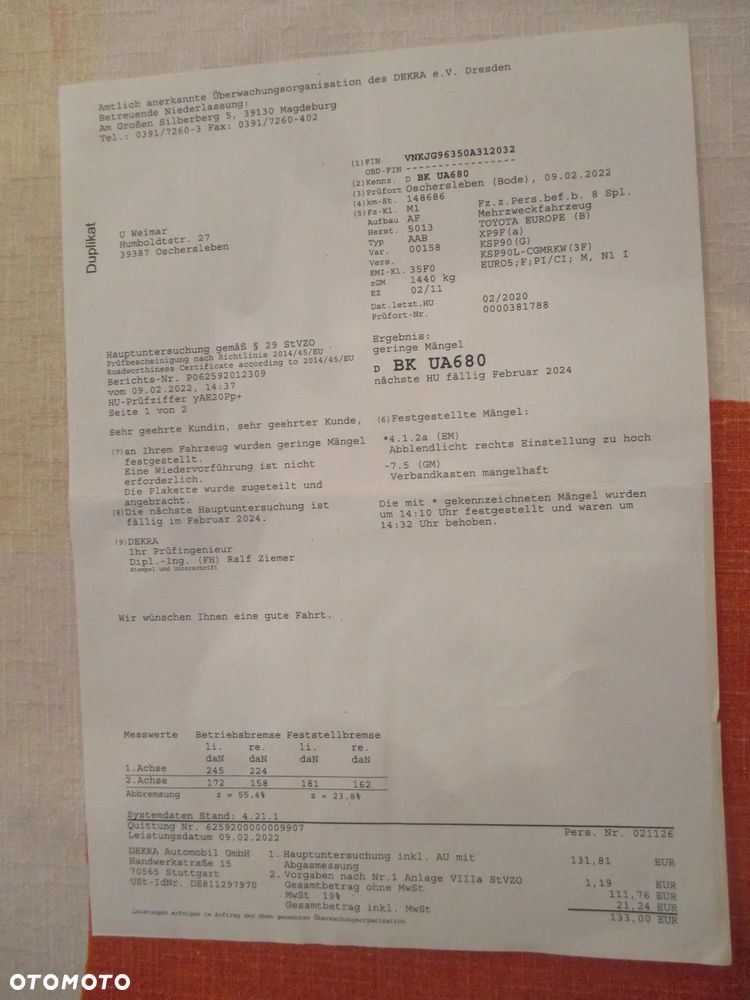 Amtlich anerkannte Überwachungsorganisation des DEKRA e.V. Dresden
Betreuende Niederlassung:
Am Großen Silberberg 5, 39130 Magdeburg
Tel.: 0391/7260-3 Fax: 0391/7260-402
Duplikat
U Weimar
Humboldtstr. 27
39387 Oschersleben
(1) FIN VNKJG96350A312032
OBD-FIN -----------------
(2) Kennz. D BK UA680
(3) Prüfort Oschersleben (Bode), 09.02.2022
(4) km-St. 148686
(5) Fz-Kl. M1 Fz.z.Pers.bef.b. 8 Spl.
Aufbau AF Mehrzweckfahrzeug
Herst. 5013 TOYOTA EUROPE (B)
Typ AAB XP9F(a)
Var. 00158 KSP90(G)
Vers. KSP90L-CGMRKW(3F)
EMI-Kl. 35F0 EURO5;F;PI/CI; M, N1 I
zGM 1440 kg
EZ 02/11
Dat.letzt.HU 02/2020
Prüfort-Nr. 0000381788
Hauptuntersuchung gemäß § 29 StVZO
Prüfbescheinigung nach Richtlinie 2014/45/EU
Roadworthiness Certificate according to 2014/45/EU
Berichts-Nr. P062592012309
vom 09.02.2022, 14:37
HU-Prüfziffer yAE20Pp+
Seite 1 von 2
Ergebnis:
geringe Mängel
D BK UA680
nächste HU fällig Februar 2024
Sehr geehrte Kundin, sehr geehrter Kunde,
(7) an Ihrem Fahrzeug wurden geringe Mängel
festgestellt.
Eine Wiedervorführung ist nicht
erforderlich.
Die Plakette wurde zugeteilt und
angebracht.
(8) Die nächste Hauptuntersuchung ist
fällig im Februar 2024.
(9) DEKRA
Ihr Prüfingenieur
Dipl.-Ing. (FH) Ralf Ziemer
Stempel und Unterschrift
(6) Festgestellte Mängel:
*4.1.2a (EM)
Abblendlicht rechts Einstellung zu hoch
-7.5 (GM)
Verbandkasten mangelhaft
Die mit * gekennzeichneten Mängel wurden
um 14:10 Uhr festgestellt und waren um
14:32 Uhr behoben.
Wir wünschen Ihnen eine gute Fahrt.
Messwerte Betriebsbremse Feststellbremse
li. re. li. re.
daN daN daN daN
1.Achse 245 224
2.Achse 172 158 181 162
Abbremsung z = 55.4% z = 23.8%
Systemdaten Stand: 4.21.1
Quittung Nr. 6259200000009907
Leistungsdatum 09.02.2022 Pers. Nr. 021126
DEKRA Automobil GmbH
Handwerkstraße 15
70565 Stuttgart
USt-IdNr. DE811297970
1. Hauptuntersuchung inkl. AU mit
Abgasmessung 131,81 EUR
2. Vorgaben nach Nr.1 Anlage VIIIa StVZO 1,19 EUR
Gesamtbetrag ohne MwSt 111,76 EUR
MwSt 19% 21,24 EUR
Gesamtbetrag inkl. MwSt 133,00 EUR
Leistungen erfolgen im Auftrag der oben genannten Überwachungsorganisation
OTOMOTO